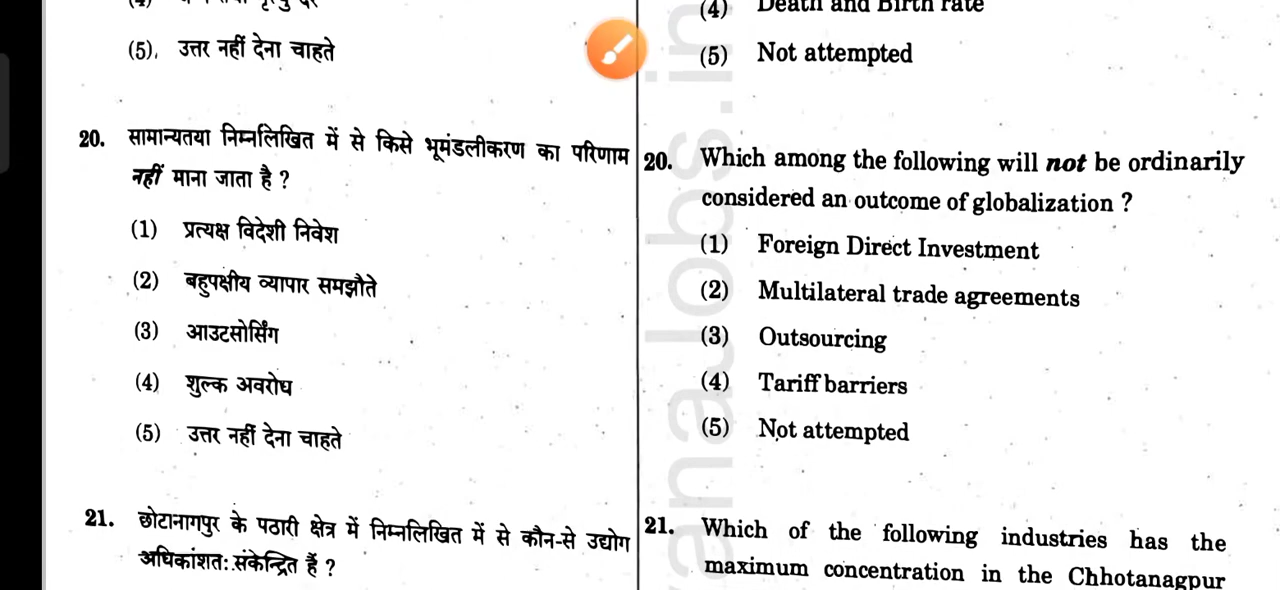 (5). उत्तर नहीं देना चाहते
20. सामान्यतया निम्नलिखित में से किसे भूमंडलीकरण का परिणाम
नहीं माना जाता है ?
(1) प्रत्यक्ष विदेशी निवेश
(2) बहुपक्षीय व्यापार समझौते
(3) आउटसोर्सिंग
(4) शुल्क अवरोध
(5) उत्तर नहीं देना चाहते
21. छोटानागपुर के पठारी क्षेत्र में निम्नलिखित में से कौन-से उद्योग
अधिकांशतः संकेन्द्रित हैं ?
(4) Death and Birth rate
(5) Not attempted
20. Which among the following will not be ordinarily
considered an outcome of globalization ?
(1) Foreign Direct Investment
(2) Multilateral trade agreements
(3) Outsourcing
(4) Tariff barriers
(5) Not attempted
21. Which of the following industries has the
maximum concentration in the Chhotanagpur